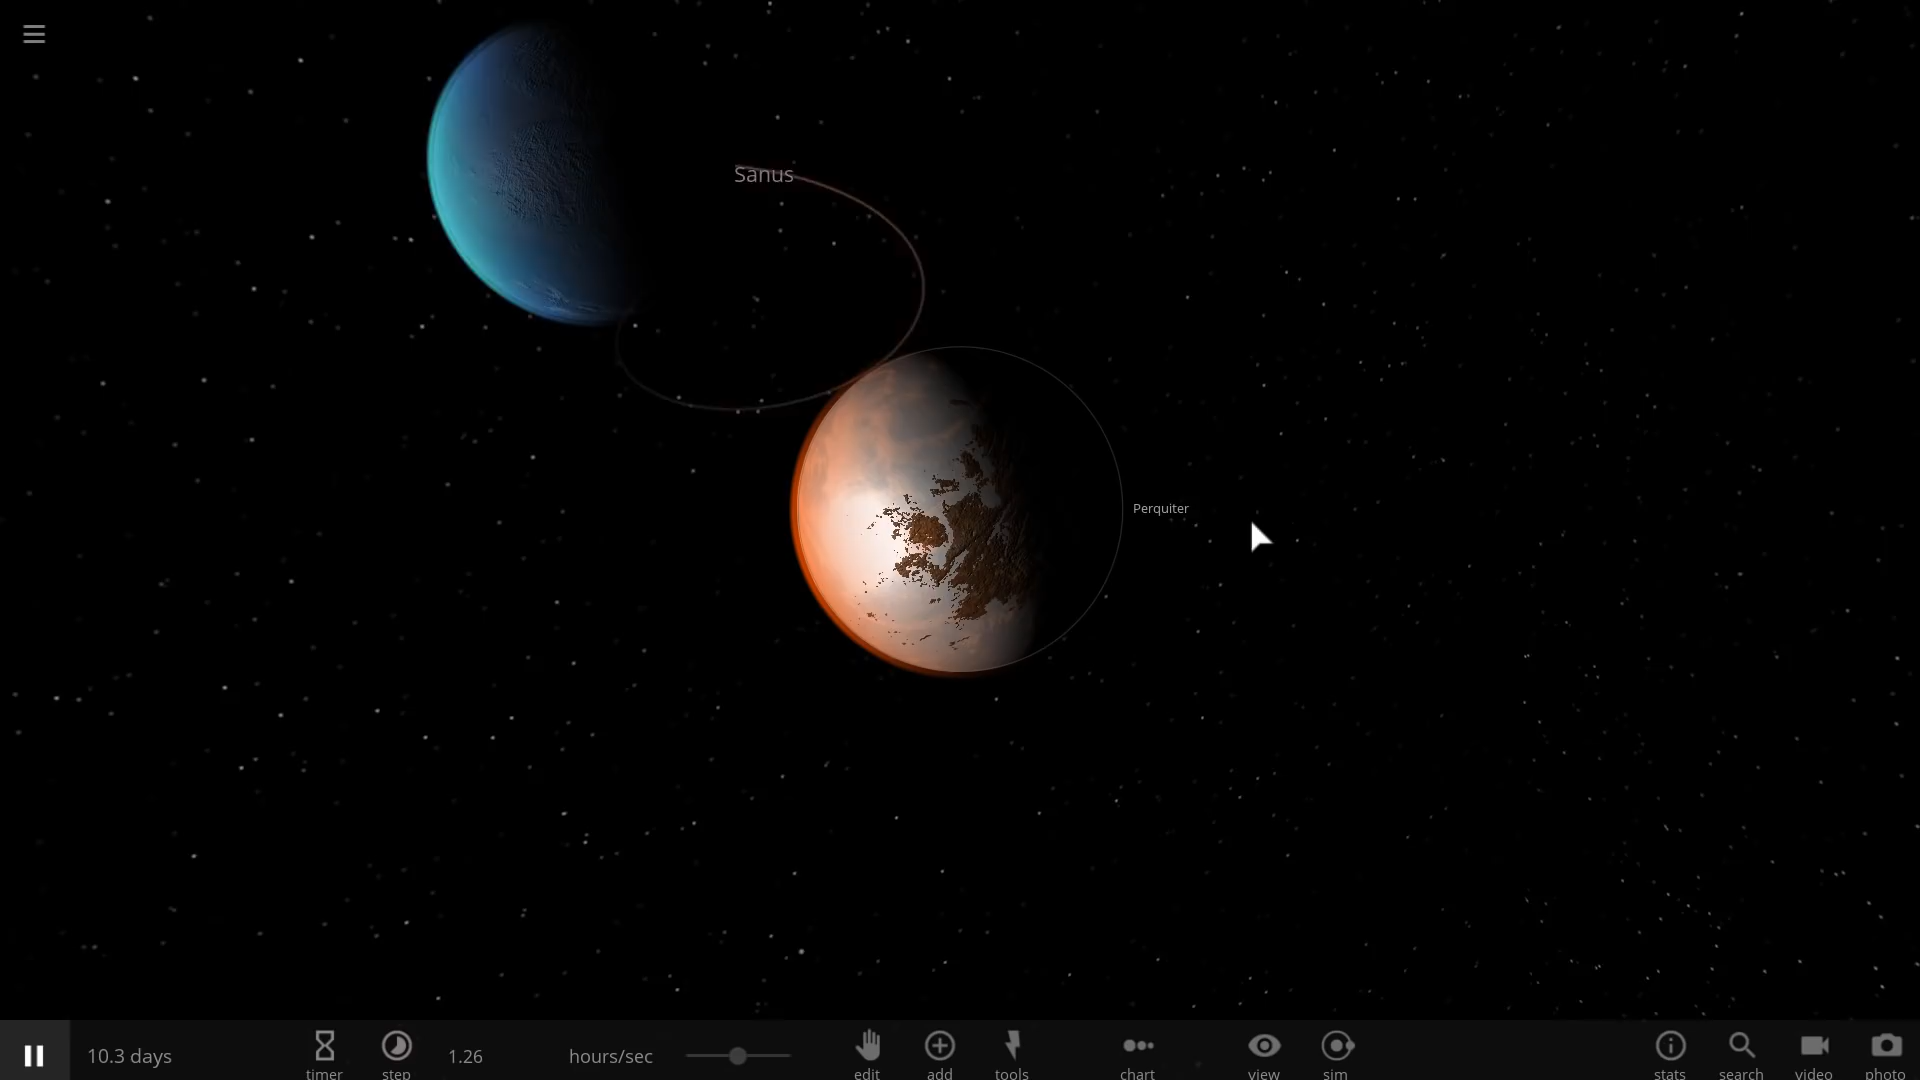 Sanus
Perquiter
10.3 days
timer
step
1.26
hours/sec
edit
add
tools
chart
view
sim
stats
search
video
photo